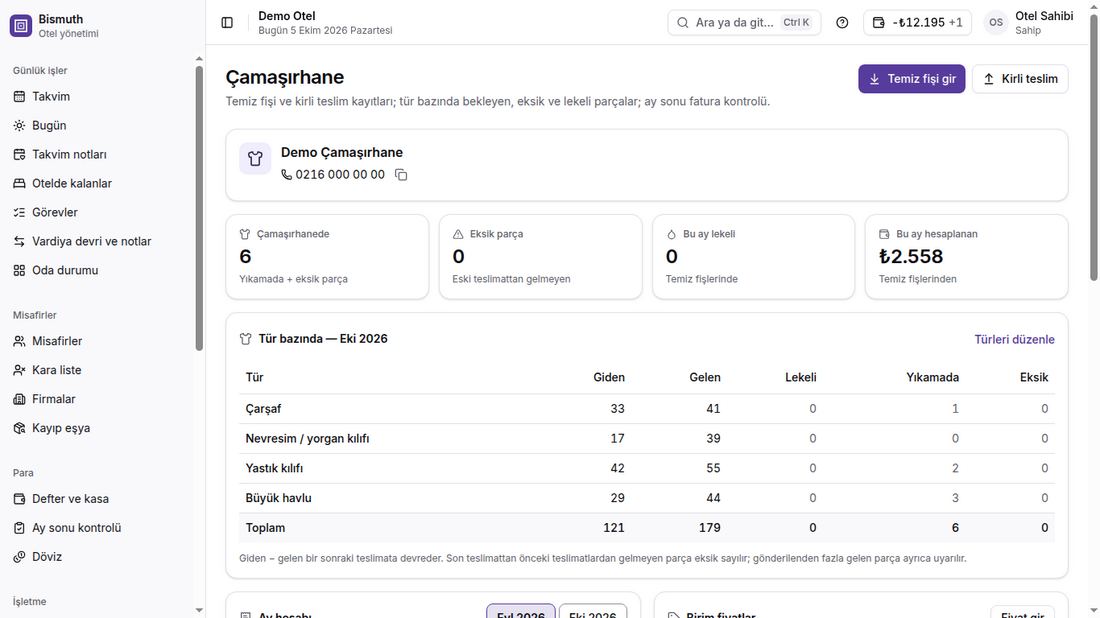 Bismuth
Otel yönetimi
Günlük işler
Takvim
Bugün
Takvim notları
Otelde kalanlar
Görevler
Vardiya devri ve notlar
Oda durumu
Misafirler
Misafirler
Kara liste
Firmalar
Kayıp eşya
Para
Defter ve kasa
Ay sonu kontrolü
Döviz
İşletme
Demo Otel
Bugün 5 Ekim 2026 Pazartesi
Ara ya da git... Ctrl K
-₺12.195 +1
OS
Otel Sahibi
Sahip
Çamaşırhane
Temiz fişi ve kirli teslim kayıtları; tür bazında bekleyen, eksik ve lekeli parçalar; ay sonu fatura kontrolü.
Temiz fişi gir
Kirli teslim
Demo Çamaşırhane
0216 000 00 00
Çamaşırhanede
6
Yıkamada + eksik parça
Eksik parça
0
Eski teslimattan gelmeyen
Bu ay lekeli
0
Temiz fişlerinde
Bu ay hesaplanan
₺2.558
Temiz fişlerinden
Tür bazında — Eki 2026
Türleri düzenle
Tür Giden Gelen Lekeli Yıkamada Eksik
Çarşaf 33 41 0 1 0
Nevresim / yorgan kılıfı 17 39 0 0 0
Yastık kılıfı 42 55 0 2 0
Büyük havlu 29 44 0 3 0
Toplam 121 179 0 6 0
Giden − gelen bir sonraki teslimata devreder. Son teslimattan önceki teslimatlardan gelmeyen parça eksik sayılır; gönderilenden fazla gelen parça ayrıca uyarılır.
Ay hesabı
Eyl 2026
Eki 2026
Birim fiyatlar
Fiyat gir